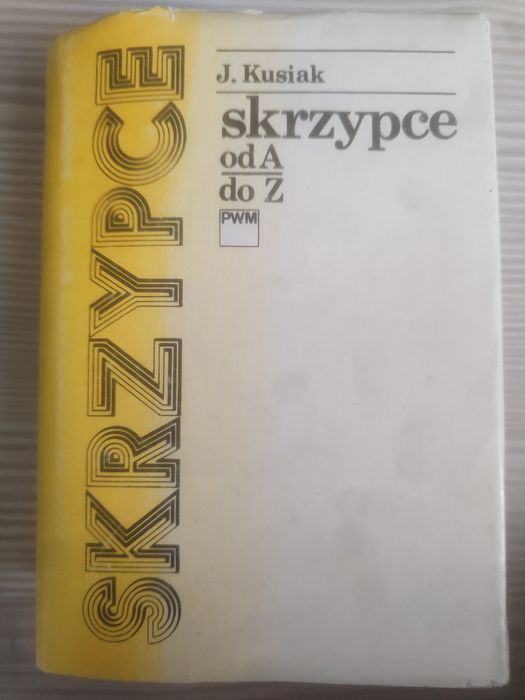 SKRZYPCE
J. Kusiak
skrzypce
od A
do Z
PWM